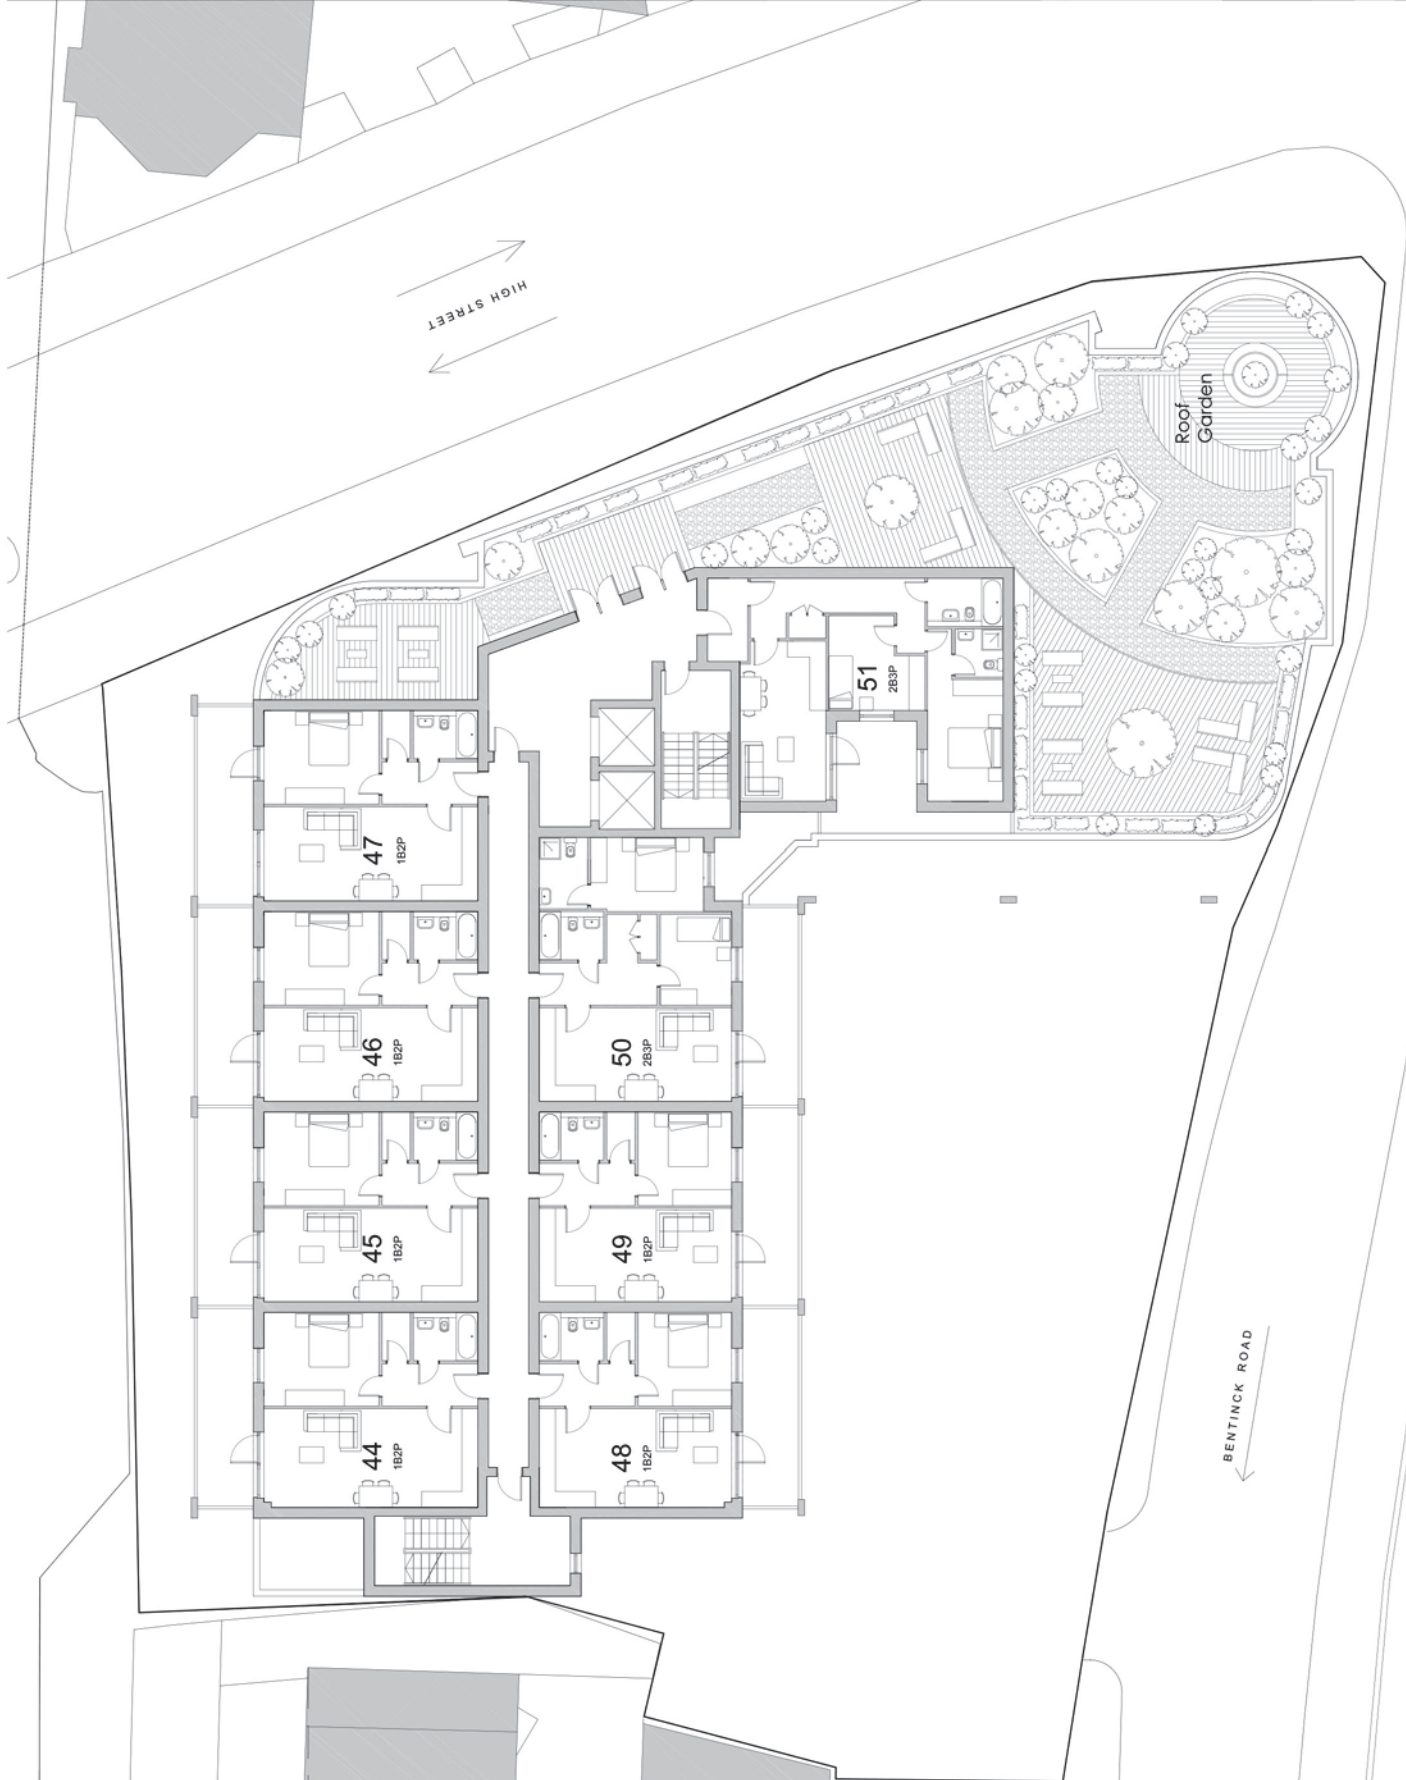 HIGH STREET
Roof
Garden
51
2B3P
47
1B2P
46
1B2P
50
2B3P
45
1B2P
49
1B2P
44
1B2P
48
1B2P
BENTINCK ROAD